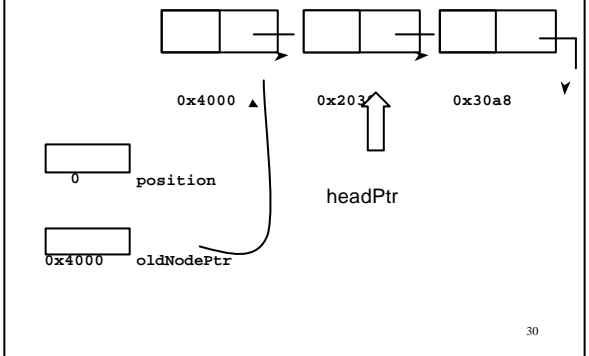 0x4000 0x30a8
0 position
headPtr
0x4000 oldNodePtr
30